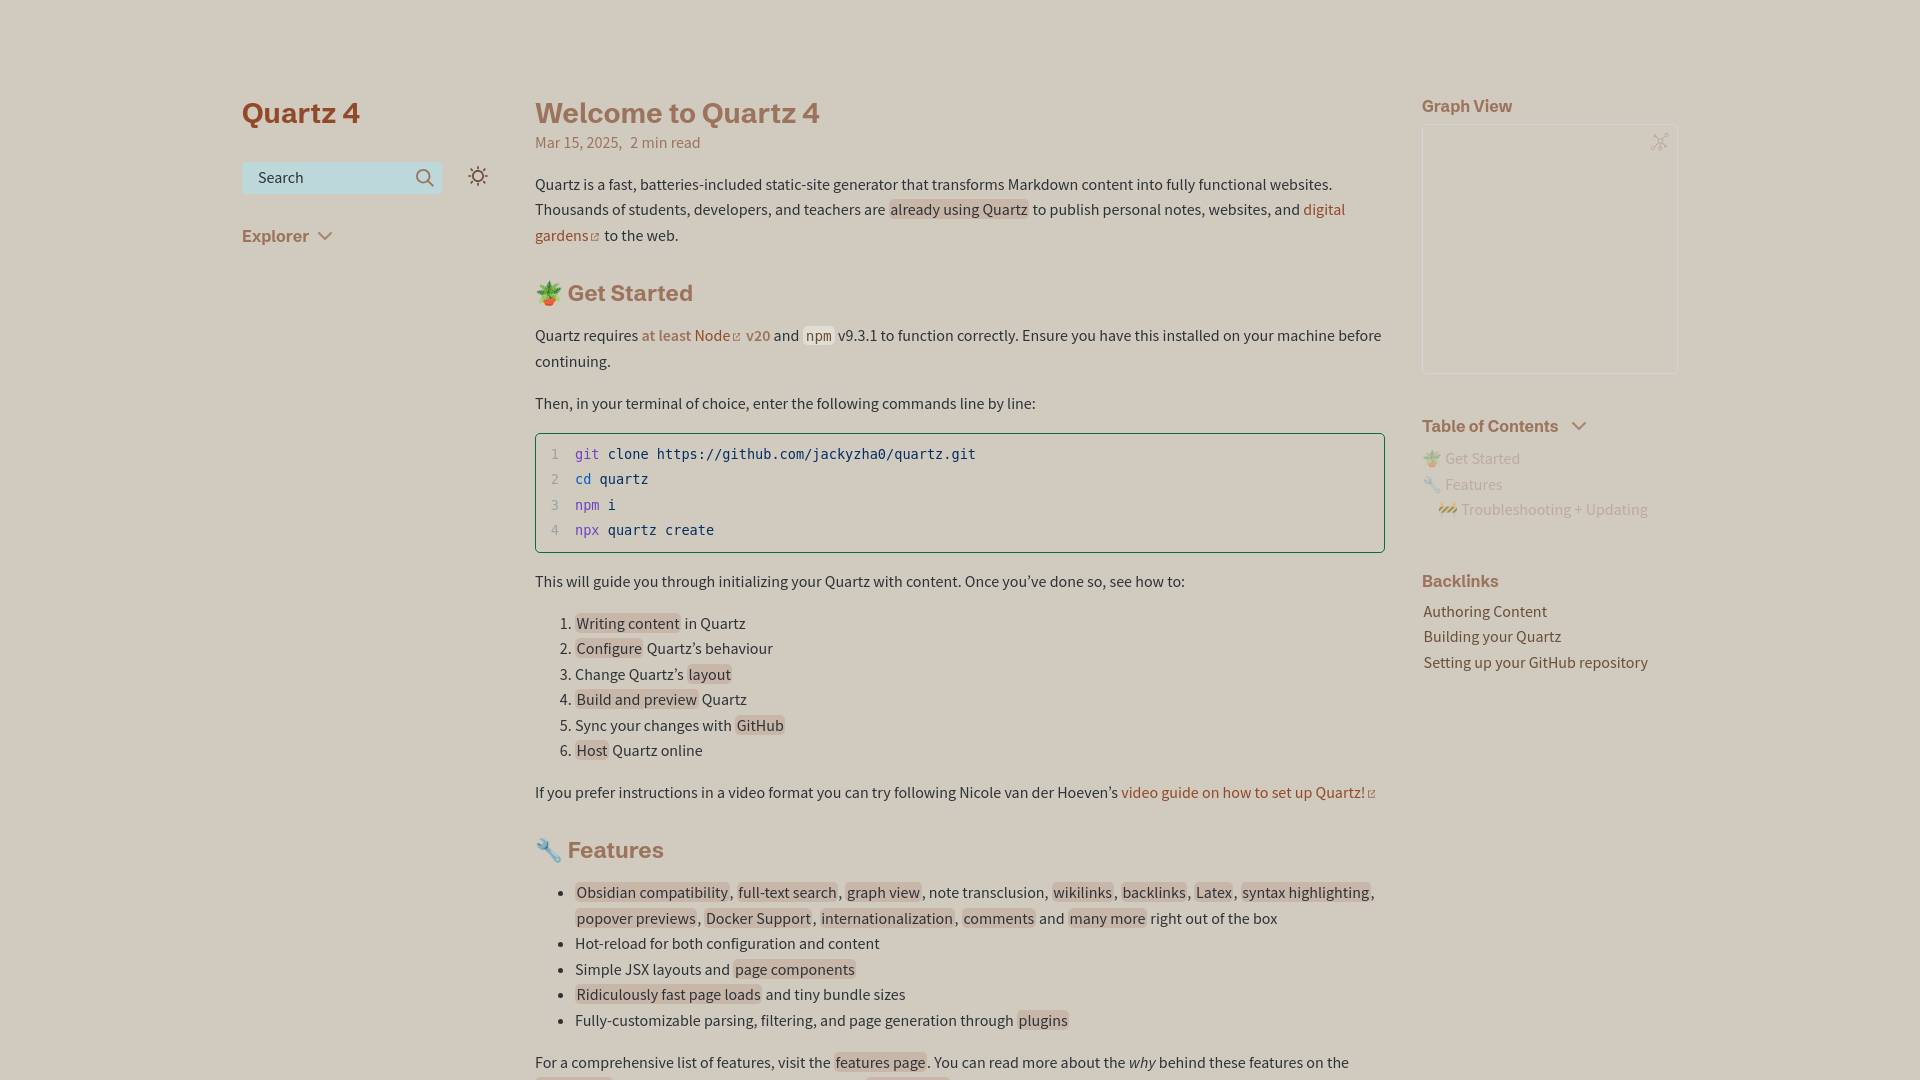 Quartz 4
Search
Explorer
Welcome to Quartz 4
Mar 15, 2025, 2 min read
Quartz is a fast, batteries-included static-site generator that transforms Markdown content into fully functional websites.
Thousands of students, developers, and teachers are already using Quartz to publish personal notes, websites, and digital
gardens to the web.
🪴 Get Started
Quartz requires at least Node v20 and npm v9.3.1 to function correctly. Ensure you have this installed on your machine before
continuing.
Then, in your terminal of choice, enter the following commands line by line:
1 git clone https://github.com/jackyzha0/quartz.git
2 cd quartz
3 npm i
4 npx quartz create
This will guide you through initializing your Quartz with content. Once you’ve done so, see how to:
1. Writing content in Quartz
2. Configure Quartz’s behaviour
3. Change Quartz’s layout
4. Build and preview Quartz
5. Sync your changes with GitHub
6. Host Quartz online
If you prefer instructions in a video format you can try following Nicole van der Hoeven’s video guide on how to set up Quartz!
🔧 Features
• Obsidian compatibility, full-text search, graph view, note transclusion, wikilinks, backlinks, Latex, syntax highlighting,
popover previews, Docker Support, internationalization, comments and many more right out of the box
• Hot-reload for both configuration and content
• Simple JSX layouts and page components
• Ridiculously fast page loads and tiny bundle sizes
• Fully-customizable parsing, filtering, and page generation through plugins
For a comprehensive list of features, visit the features page. You can read more about the why behind these features on the
Graph View
Table of Contents
🪴 Get Started
🔧 Features
🚧 Troubleshooting + Updating
Backlinks
Authoring Content
Building your Quartz
Setting up your GitHub repository